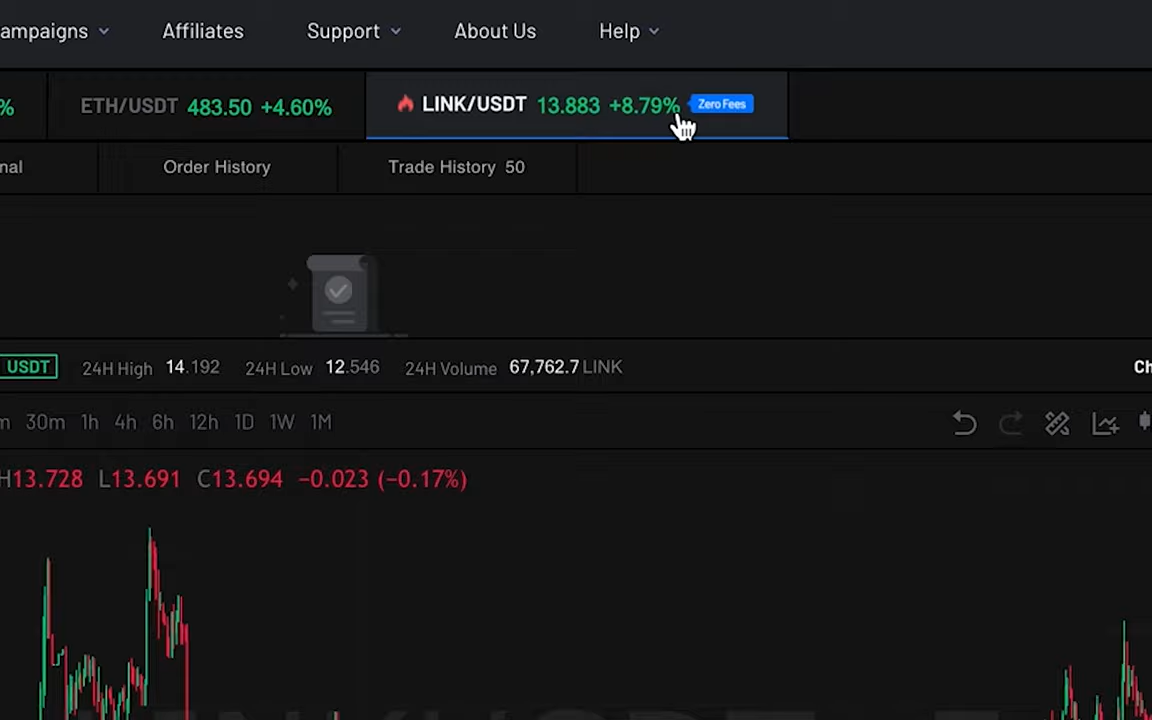 ampaigns Affiliates Support About Us Help
% ETH/USDT 483.50 +4.60% LINK/USDT 13.883 +8.79% Zero Fees
nal Order History Trade History 50
USDT 24H High 14.192 24H Low 12.546 24H Volume 67,762.7 LINK Ch
m 30m 1h 4h 6h 12h 1D 1W 1M
H13.728 L13.691 C13.694 −0.023 (−0.17%)